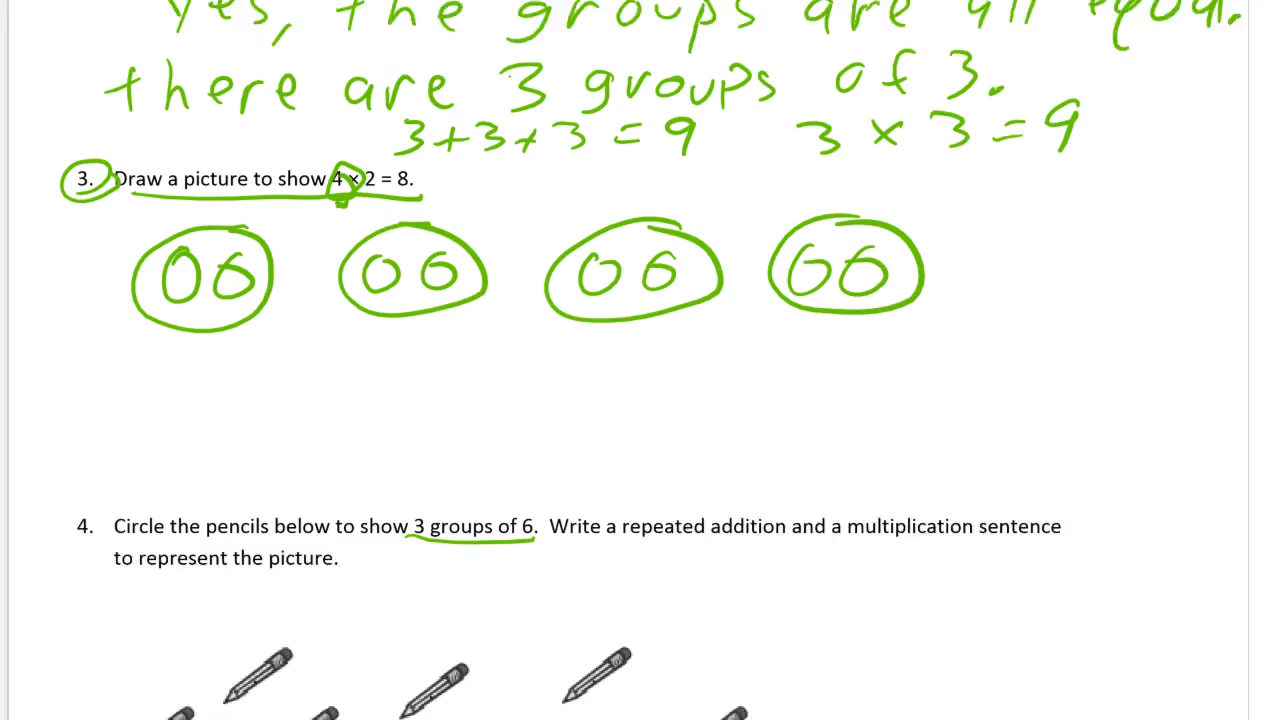 Yes, the groups are all equal.
there are 3 groups of 3.
3+3+3=9 3 × 3=9
3. Draw a picture to show 4 × 2 = 8.
4. Circle the pencils below to show 3 groups of 6. Write a repeated addition and a multiplication sentence
to represent the picture.